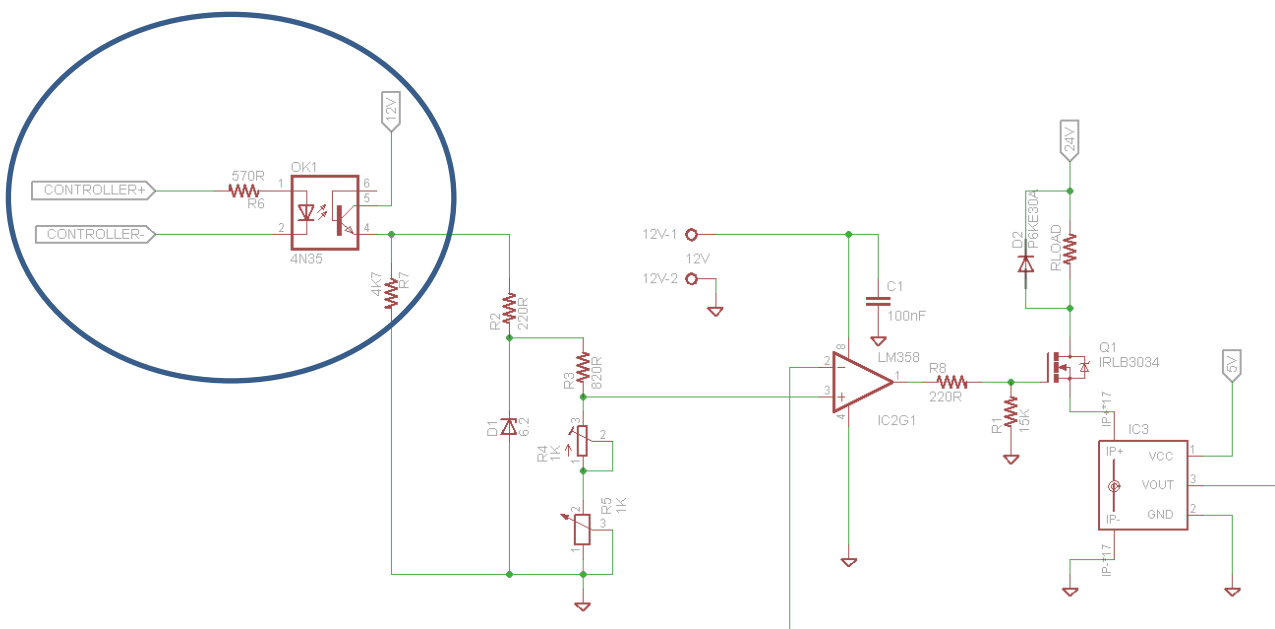 12V
OK1
570R
CONTROLLER+
1
6
5
R6
CONTROLLER-
2
4
4N35
4K7
R7
R2
220R
R3
820R
D1
6.2
3
2
R4
1K
1
R5
1K
2
3
1
12V-1
12V
12V-2
C1
100nF
8
LM358
2
3
1
4
IC2G1
R8
220R
R1
15K
24V
D2
P6KE30A
RLOAD
Q1
IRLB3034
5V
IP+*17
IC3
IP+
VCC
1
VOUT
3
GND
2
IP-
IP-*17